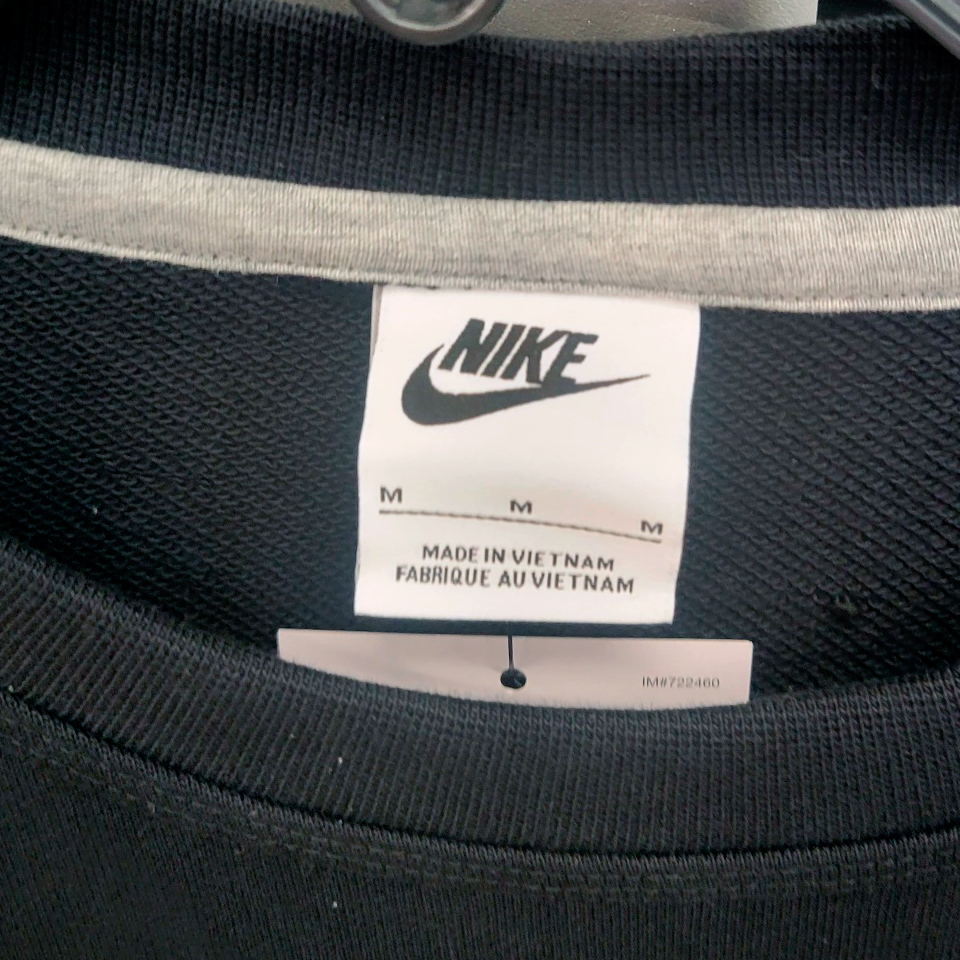 NIKE
M M M
MADE IN VIETNAM
FABRIQUE AU VIETNAM
IM#722460